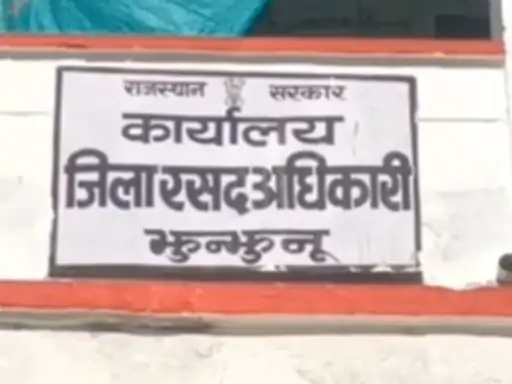 राजस्थान सरकार
कार्यालय
जिला रसद अधिकारी
झुन्झुनू